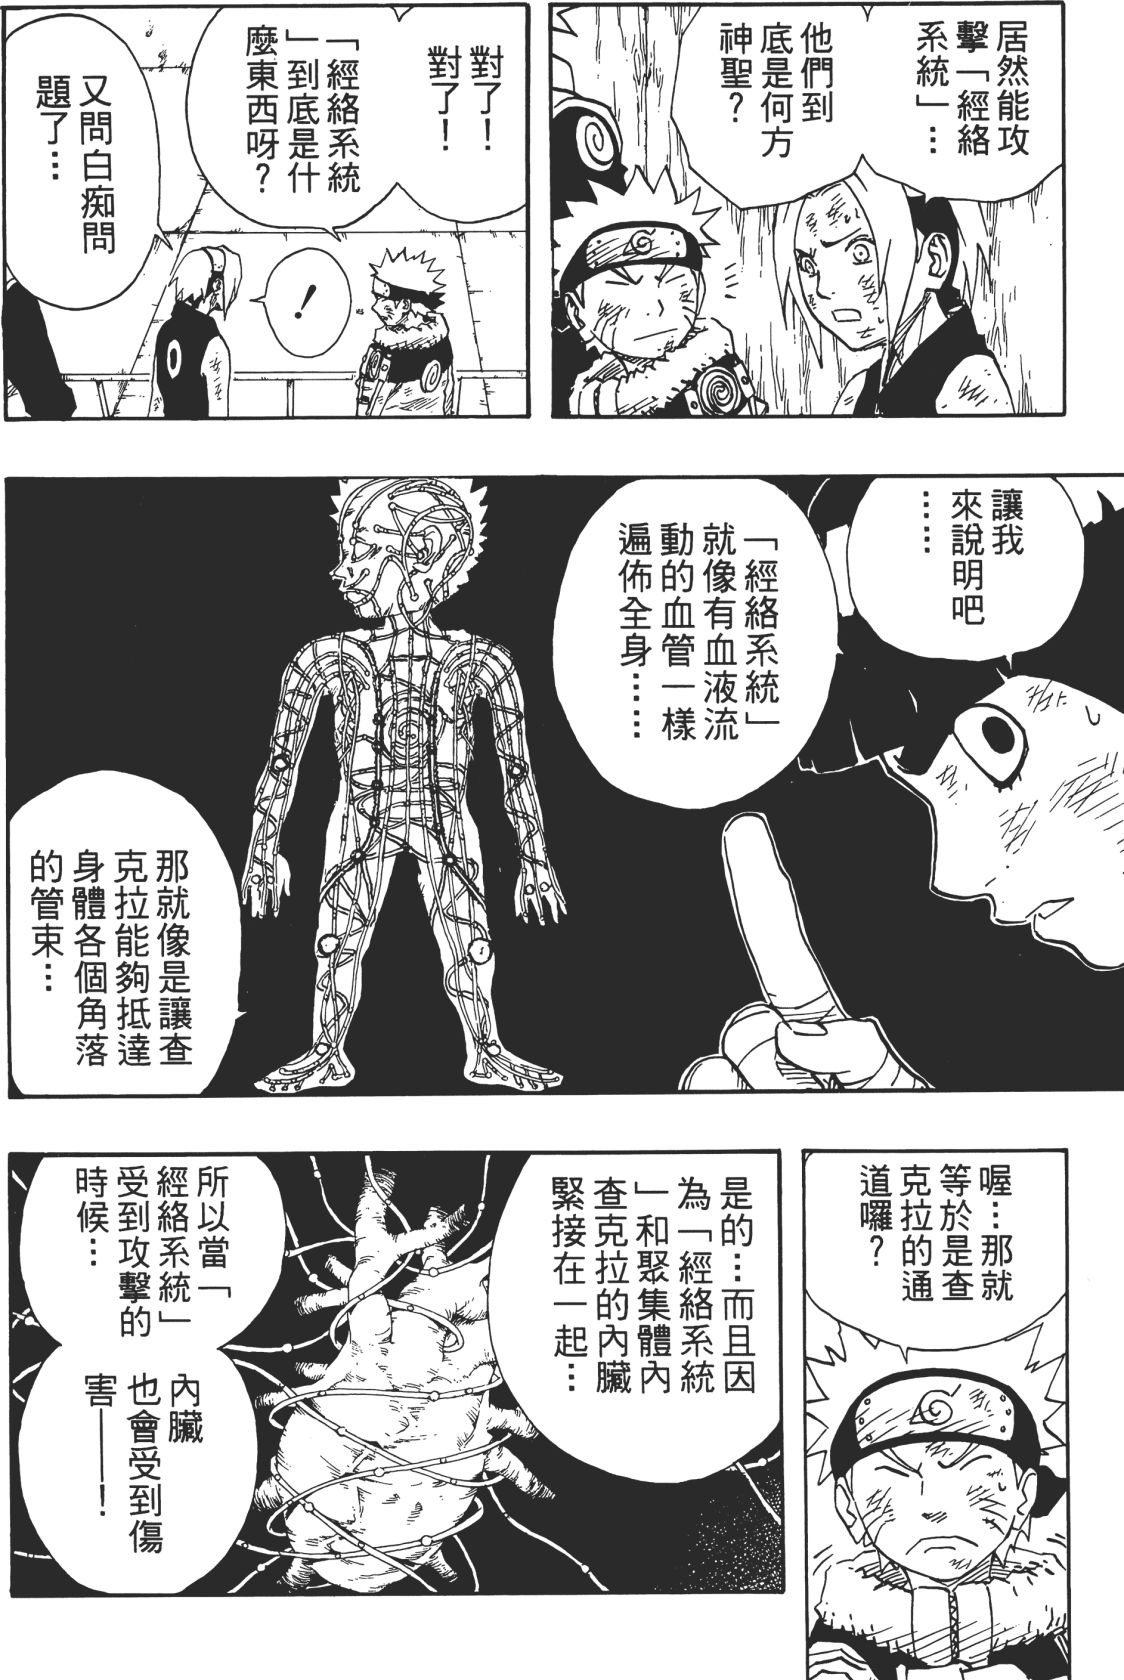 居然能攻
擊「經絡
系統」…
他們到
底是何方
神聖？
對了！
對了！
「經絡系統
」到底是什
麼東西呀？
！
又問白痴問
題了…
讓我
來說明吧
……
「經絡系統」
就像有血液流
動的血管一樣
遍佈全身……
那就像是讓查
克拉能夠抵達
身體各個角落
的管束…
喔…那就
等於是查
克拉的通
道囉？
是的…而且因
為「經絡系統
」和聚集體內
查克拉的內臟
緊接在一起…
所以當「
經絡系統」
受到攻擊的
時候…
內臟
也會受到傷
害——！